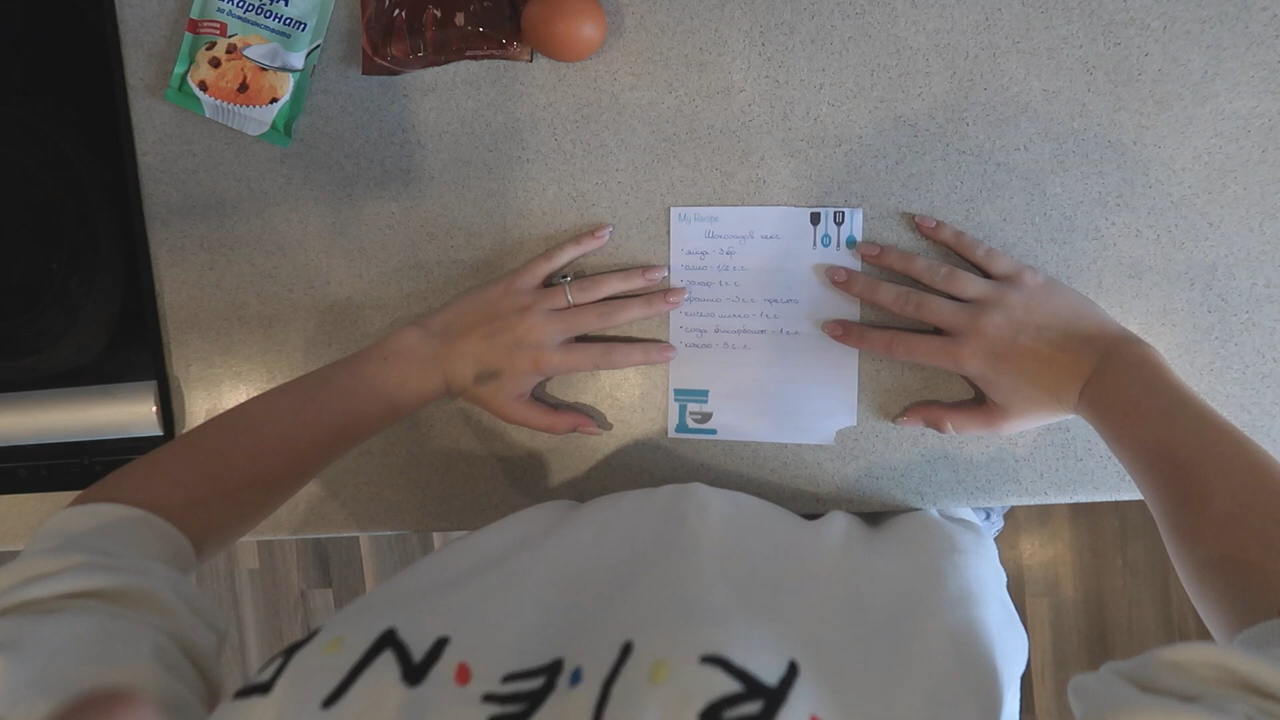 бикарбонат
за домакинството
My Recipe
Шоколадов кекс
• яйца - 3 бр.
• олио - 1/2 с.с.
• захар - 1 с.с.
брашно - 3 с.с. пресято
• кисело мляко - 1 с.с.
• сода бикарбонат - 1 с.л.
• какао - 3 с.л.
R I E N D